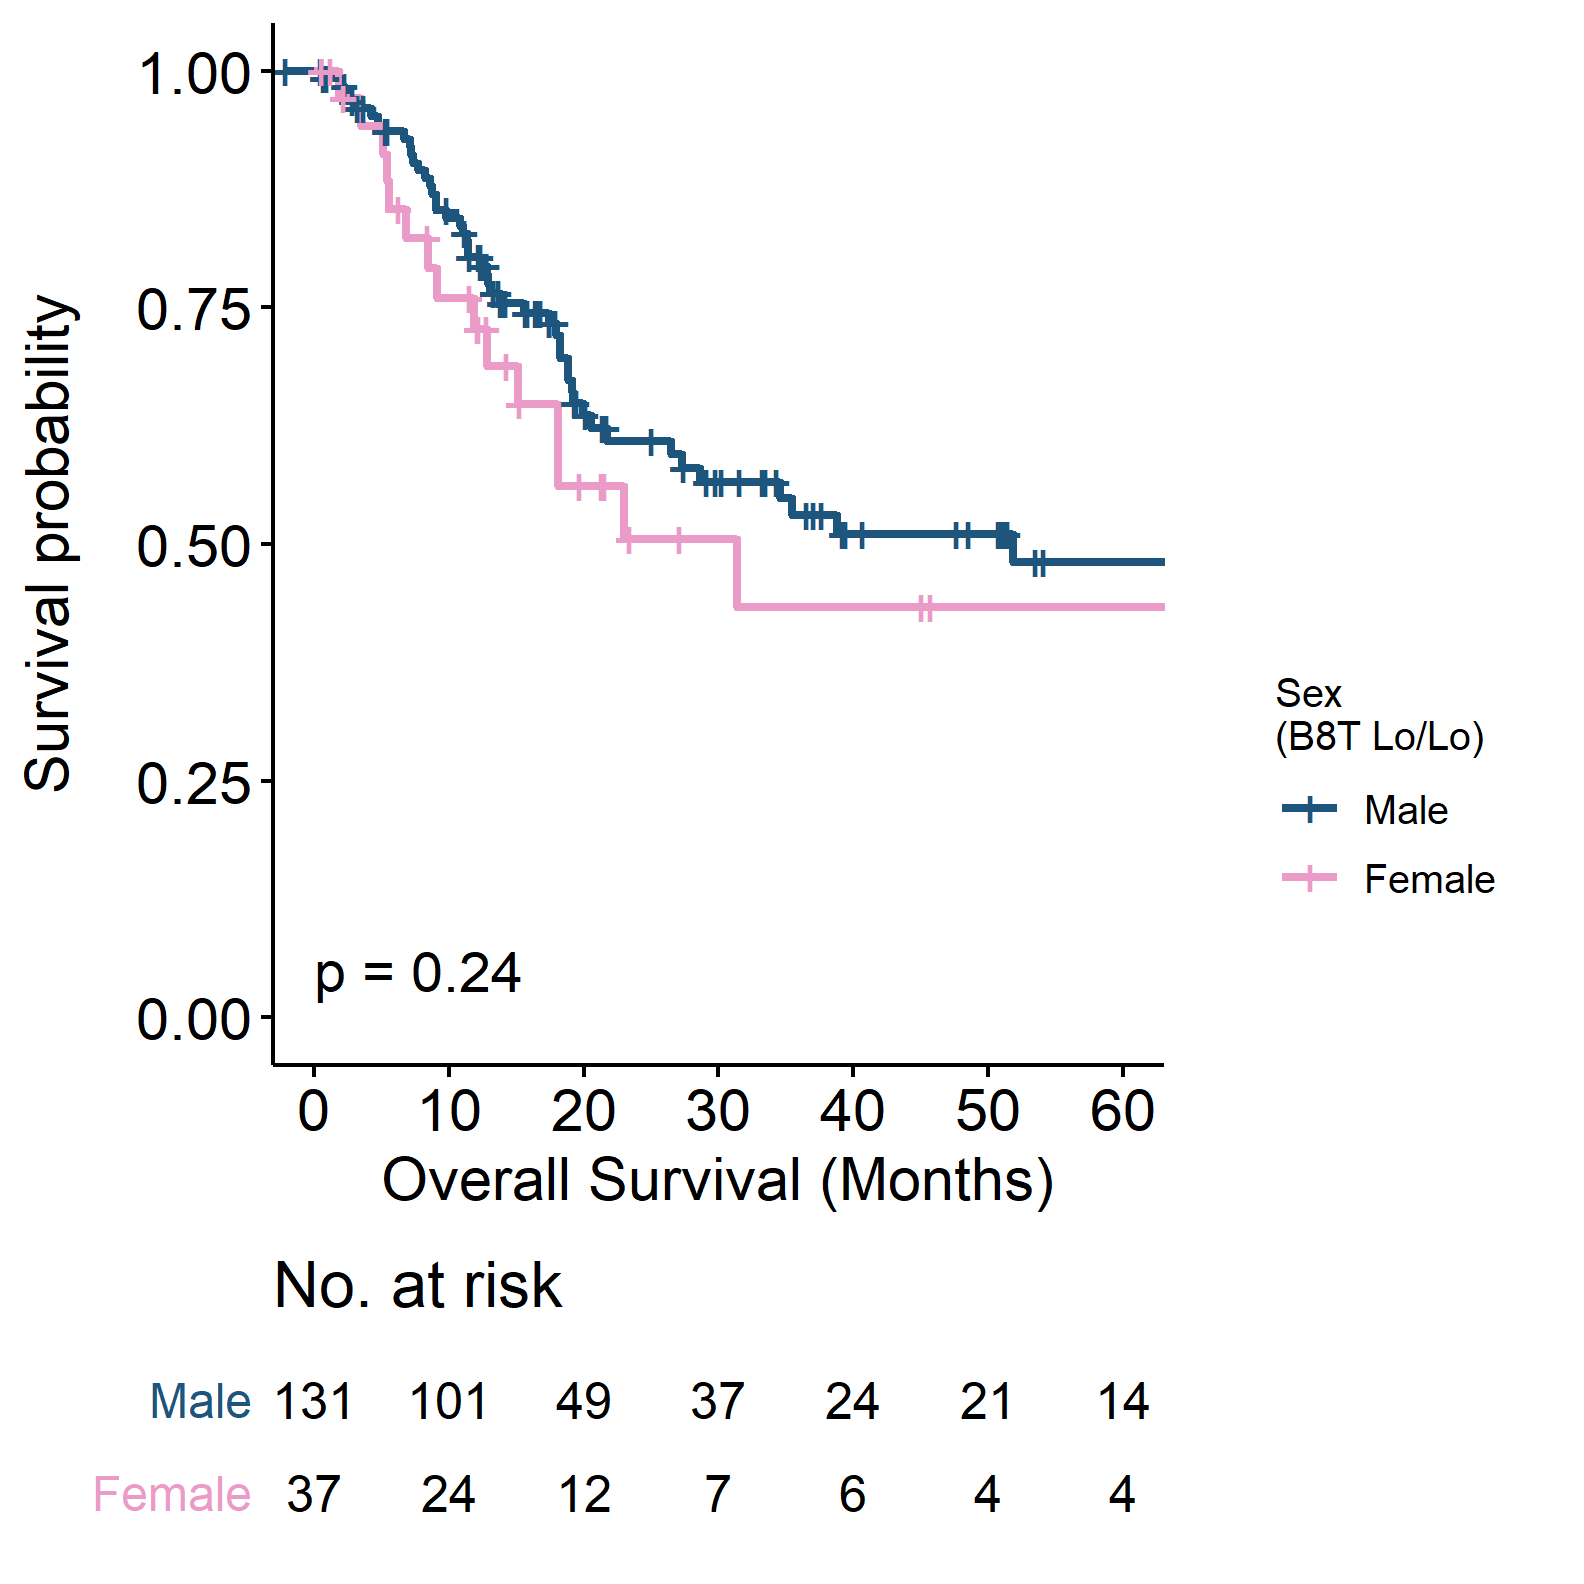 1.00
0.75
0.50
0.25
0.00
Survival probability
p = 0.24
0 10 20 30 40 50 60
Overall Survival (Months)
Sex
(B8T Lo/Lo)
Male
Female
No. at risk
Male 131 101 49 37 24 21 14
Female 37 24 12 7 6 4 4